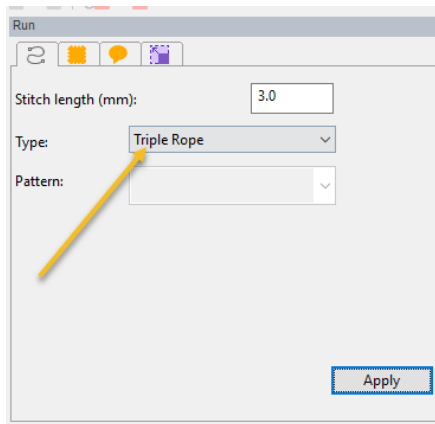 Run
Stitch length (mm): 3.0
Type: Triple Rope
Pattern:
Apply